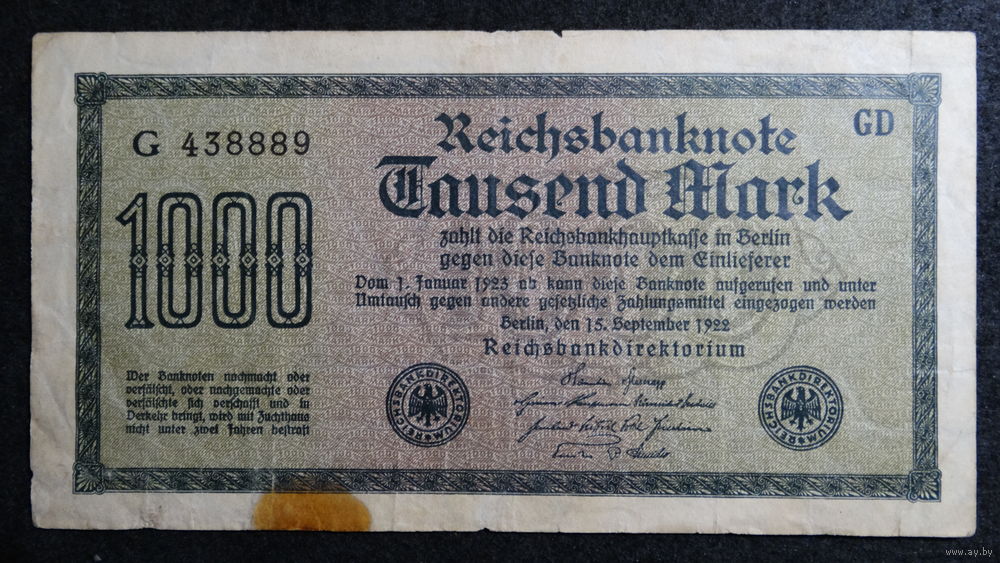 G 438889
1000
Reichsbanknote
GD
Tausend Mark
zahlt die Reichsbankhauptkasse in Berlin
gegen diese Banknote dem Einlieferer
Vom 1. Januar 1923 ab kann diese Banknote aufgerufen und unter
Umtausch gegen andere gesetzliche Zahlungsmittel eingezogen werden
Berlin, den 15. September 1922
Reichsbankdirektorium
Wer Banknoten nachmacht oder
verfälscht, oder nachgemachte oder
verfälschte sich verschafft und in
Verkehr bringt, wird mit Zuchthaus
nicht unter zwei Jahren bestraft
REICHSBANKDIREKTORIUM
REICHSBANKDIREKTORIUM
www.ay.by